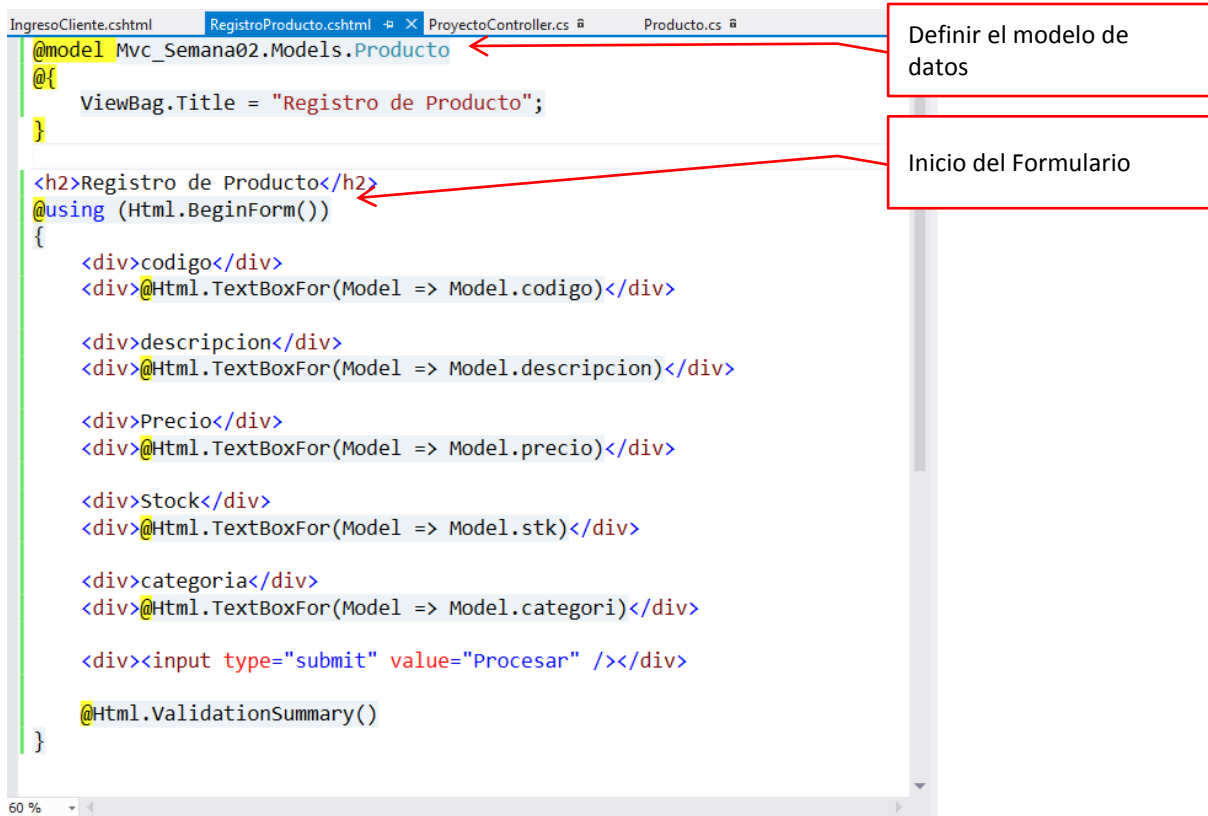 IngresoCliente.cshtml RegistroProducto.cshtml ProyectoController.cs Producto.cs
@model Mvc_Semana02.Models.Producto
@{
ViewBag.Title = "Registro de Producto";
}
Definir el modelo de
datos
Inicio del Formulario
<h2>Registro de Producto</h2>
@using (Html.BeginForm())
{
<div>codigo</div>
<div>@Html.TextBoxFor(Model => Model.codigo)</div>
<div>descripcion</div>
<div>@Html.TextBoxFor(Model => Model.descripcion)</div>
<div>Precio</div>
<div>@Html.TextBoxFor(Model => Model.precio)</div>
<div>Stock</div>
<div>@Html.TextBoxFor(Model => Model.stk)</div>
<div>categoria</div>
<div>@Html.TextBoxFor(Model => Model.categori)</div>
<div><input type="submit" value="Procesar" /></div>
@Html.ValidationSummary()
}
60 %